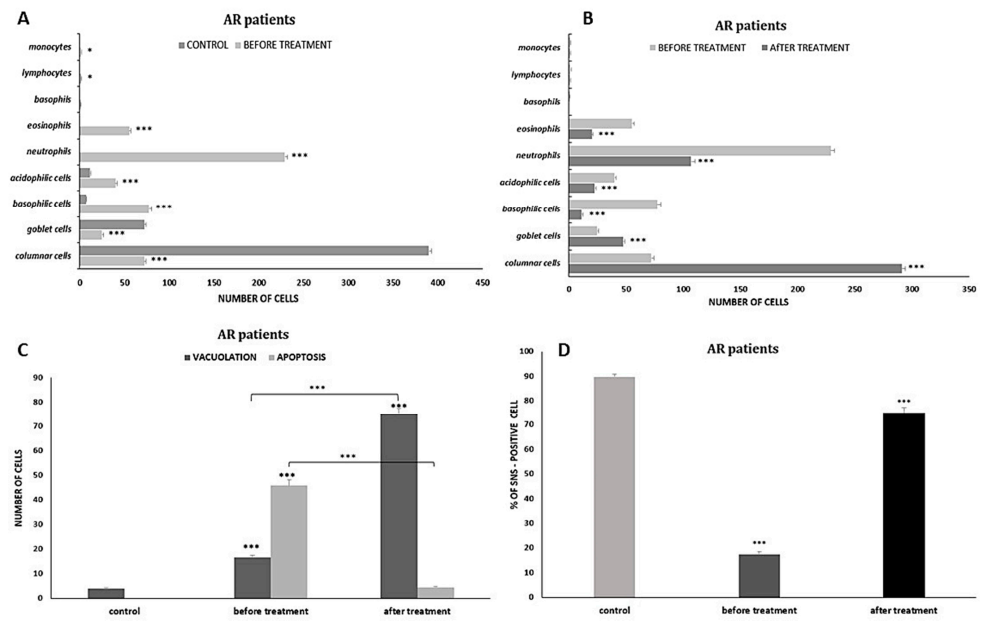 A
AR patients
CONTROL BEFORE TREATMENT
monocytes *
lymphocytes *
basophils
eosinophils ***
neutrophils ***
acidophilic cells ***
basophilic cells ***
goblet cells ***
columnar cells ***
0 50 100 150 200 250 300 350 400 450
NUMBER OF CELLS
B
AR patients
BEFORE TREATMENT AfTER TREATMENT
monocytes
lymphocytes
basophils
eosinophils ***
neutrophils ***
acidophilic cells ***
basophilic cells ***
goblet cells ***
columnar cells ***
0 50 100 150 200 250 300 350
NUMBER OF CELLS
C
AR patients
VACUOLATION APOPTOSIS
NUMBER OF CELLS
90
80
70
60
50
40
30
20
10
0
***
***
***
***
***
control before treatment after treatment
D
AR patients
% OF SNS - POSITIVE CELL
100
90
80
70
60
50
40
30
20
10
0
***
***
control before treatment after treatment